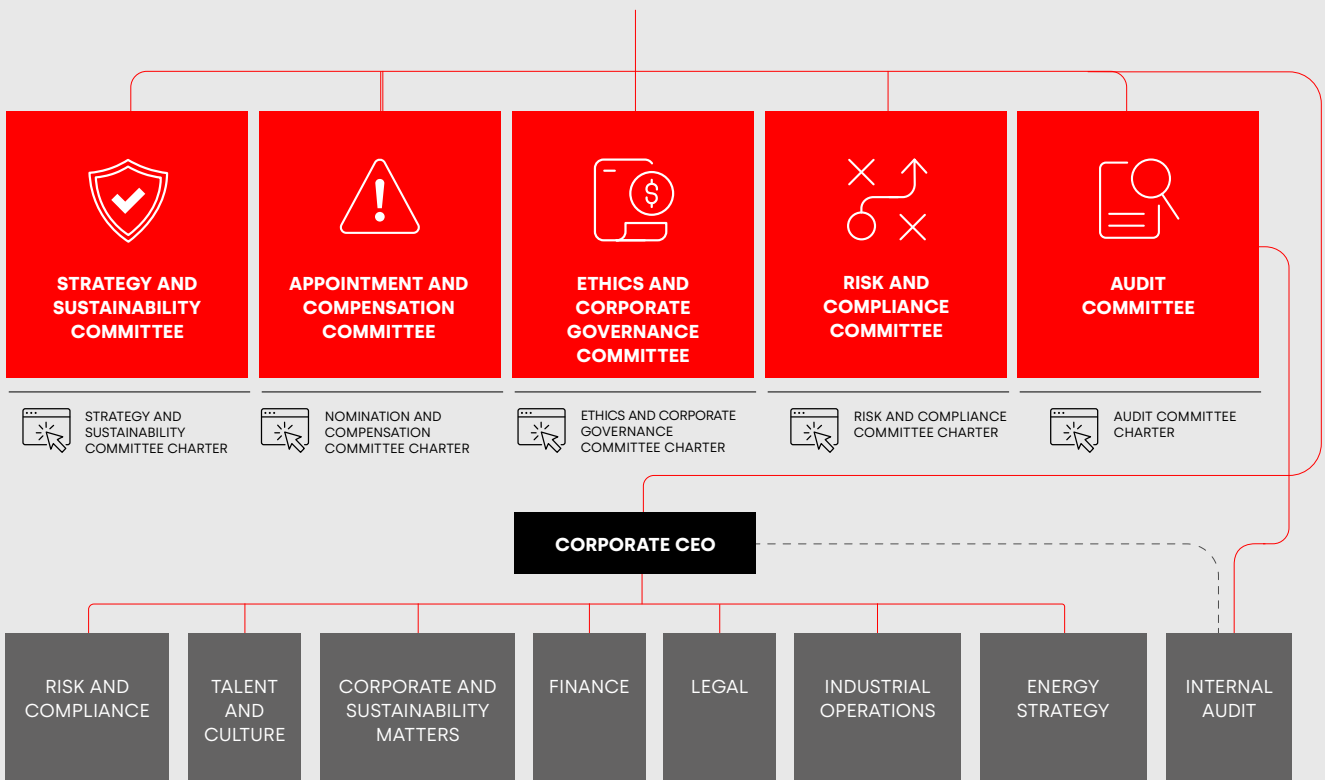 STRATEGY AND
SUSTAINABILITY
COMMITTEE
APPOINTMENT AND
COMPENSATION
COMMITTEE
ETHICS AND
CORPORATE
GOVERNANCE
COMMITTEE
RISK AND
COMPLIANCE
COMMITTEE
AUDIT
COMMITTEE
STRATEGY AND
SUSTAINABILITY
COMMITTEE CHARTER
NOMINATION AND
COMPENSATION
COMMITTEE CHARTER
ETHICS AND CORPORATE
GOVERNANCE
COMMITTEE CHARTER
RISK AND COMPLIANCE
COMMITTEE CHARTER
AUDIT COMMITTEE
CHARTER
CORPORATE CEO
RISK AND
COMPLIANCE
TALENT
AND
CULTURE
CORPORATE AND
SUSTAINABILITY
MATTERS
FINANCE
LEGAL
INDUSTRIAL
OPERATIONS
ENERGY
STRATEGY
INTERNAL
AUDIT